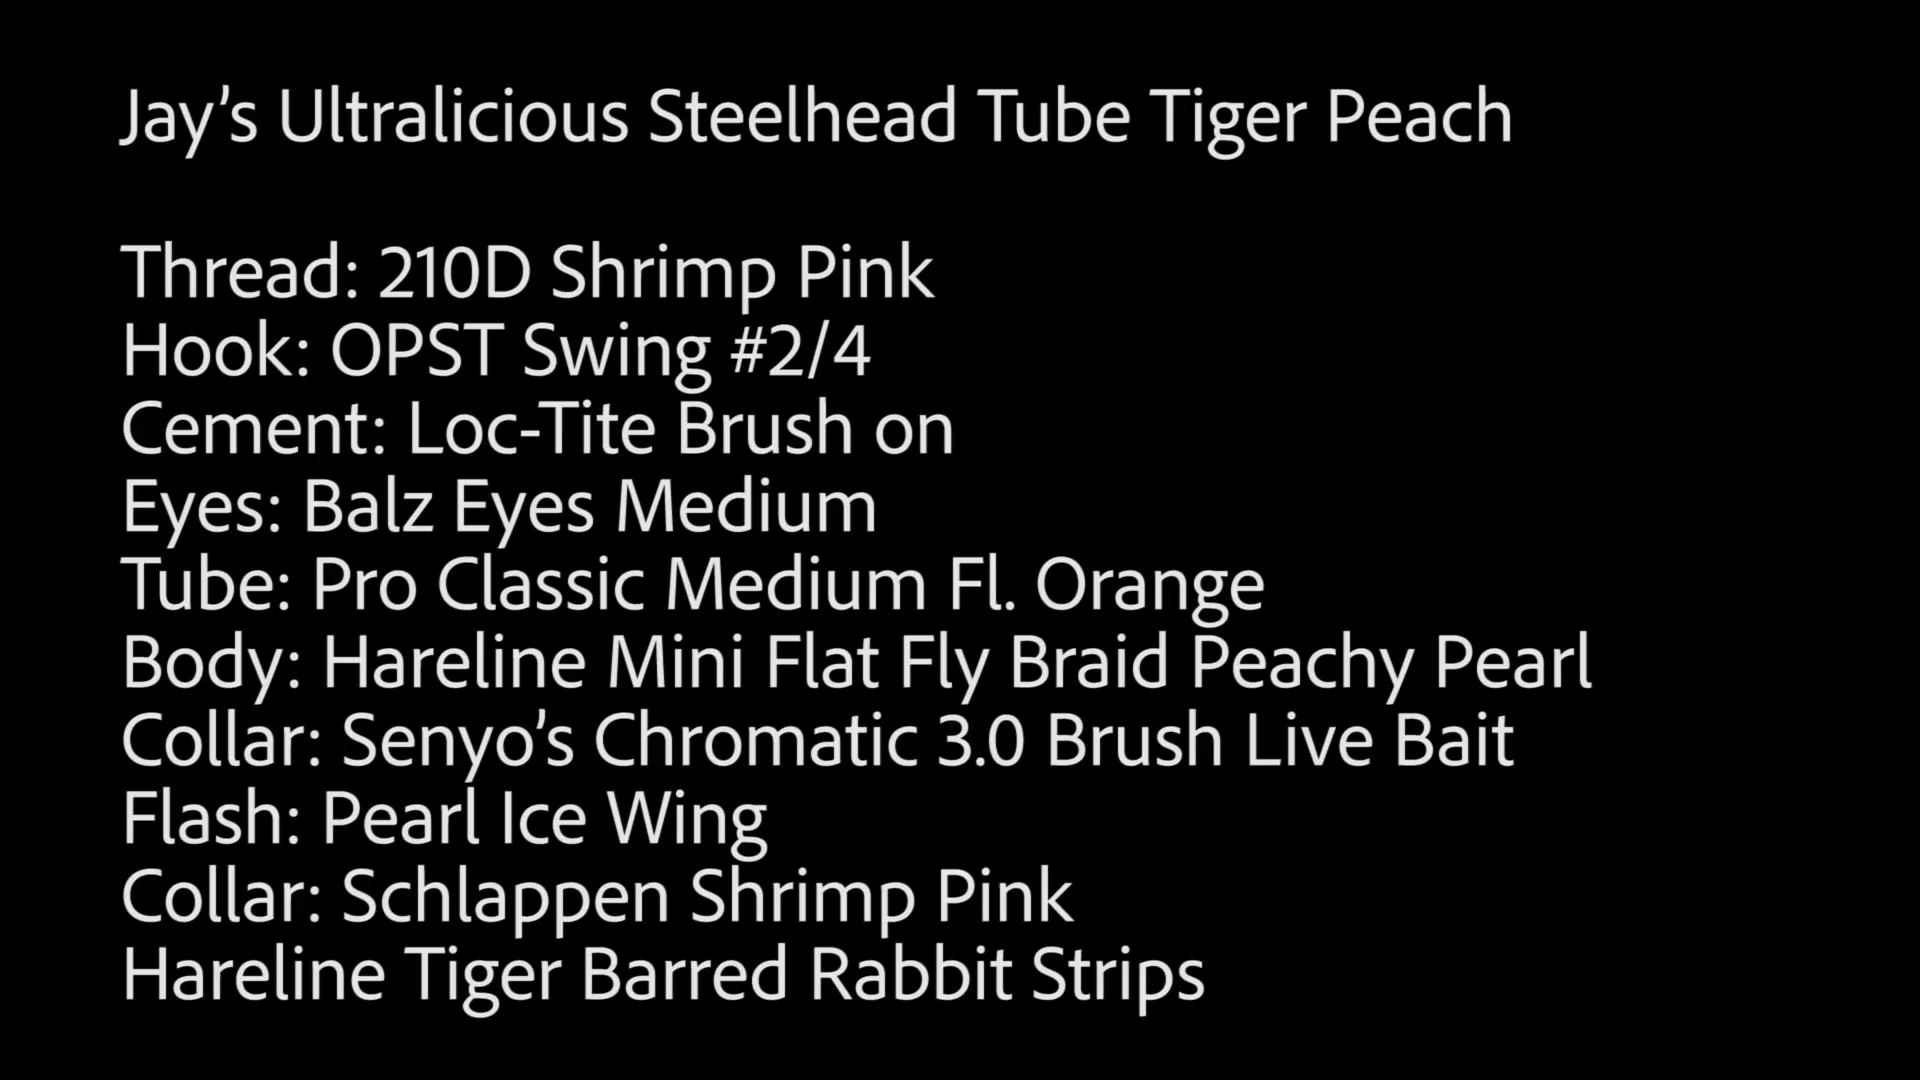 Jay’s Ultralicious Steelhead Tube Tiger Peach
Thread: 210D Shrimp Pink
Hook: OPST Swing #2/4
Cement: Loc-Tite Brush on
Eyes: Balz Eyes Medium
Tube: Pro Classic Medium Fl. Orange
Body: Hareline Mini Flat Fly Braid Peachy Pearl
Collar: Senyo’s Chromatic 3.0 Brush Live Bait
Flash: Pearl Ice Wing
Collar: Schlappen Shrimp Pink
Hareline Tiger Barred Rabbit Strips